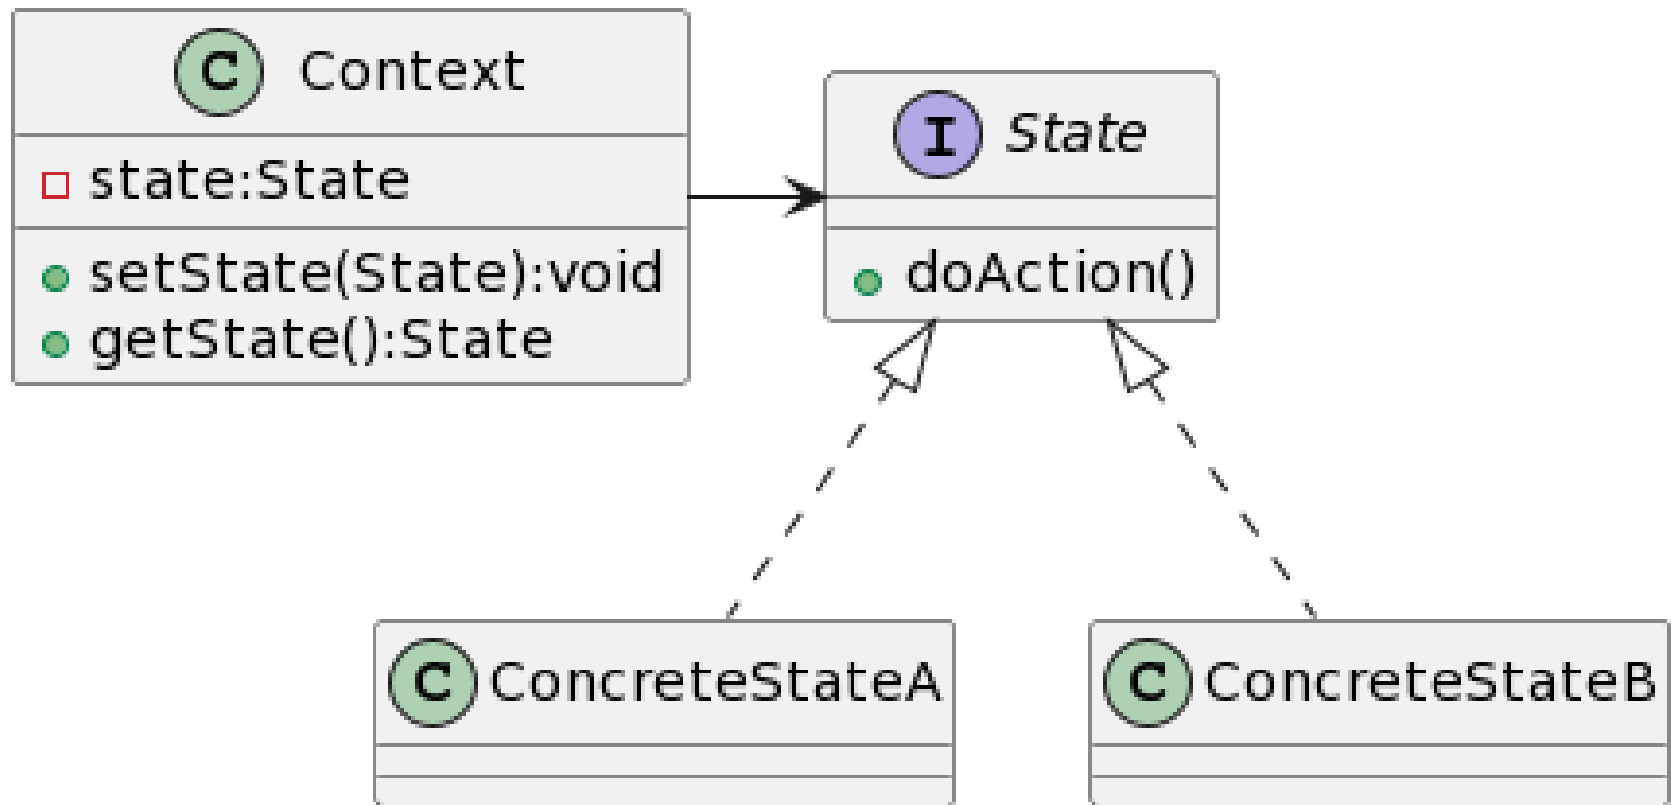 C Context
state:State
setState(State):void
getState():State
I State
doAction()
C ConcreteStateA
C ConcreteStateB